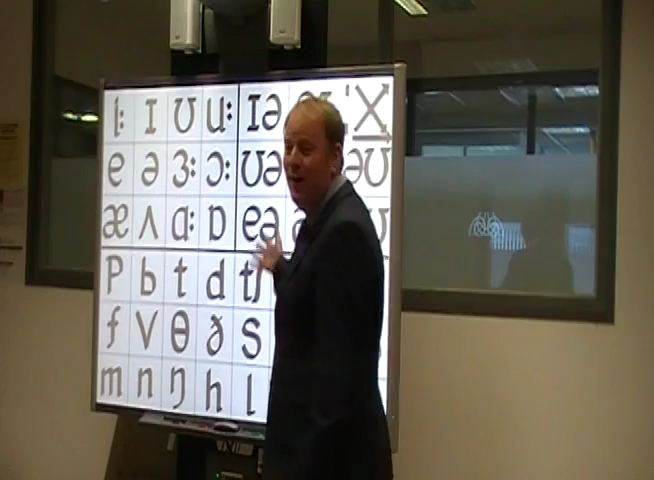 iː ɪ ʊ uː ɪə
e ə ɜː ɔː ʊə əʊ
æ ʌ ɑː ɒ eə
p b t d tʃ
f v θ ð s
m n ŋ h l